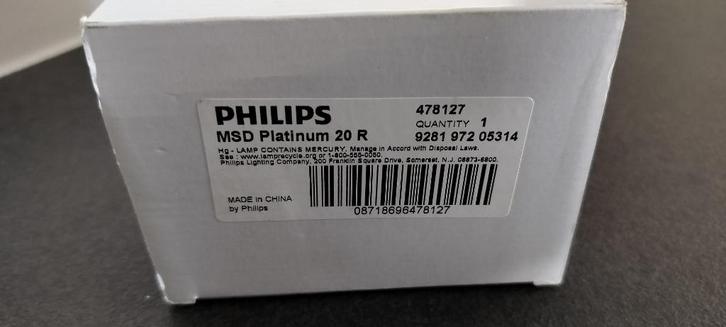 PHILIPS
MSD Platinum 20 R
478127
QUANTITY 1
9281 972 05314
Hg - LAMP CONTAINS MERCURY, Manage in Accord with Disposal Laws.
See : www.lamprecycle.org or 1-800-555-0050.
Philips Lighting Company, 200 Franklin Square Drive, Somerset, N.J. 08873-6800.
MADE in CHINA
by Philips
08718696478127